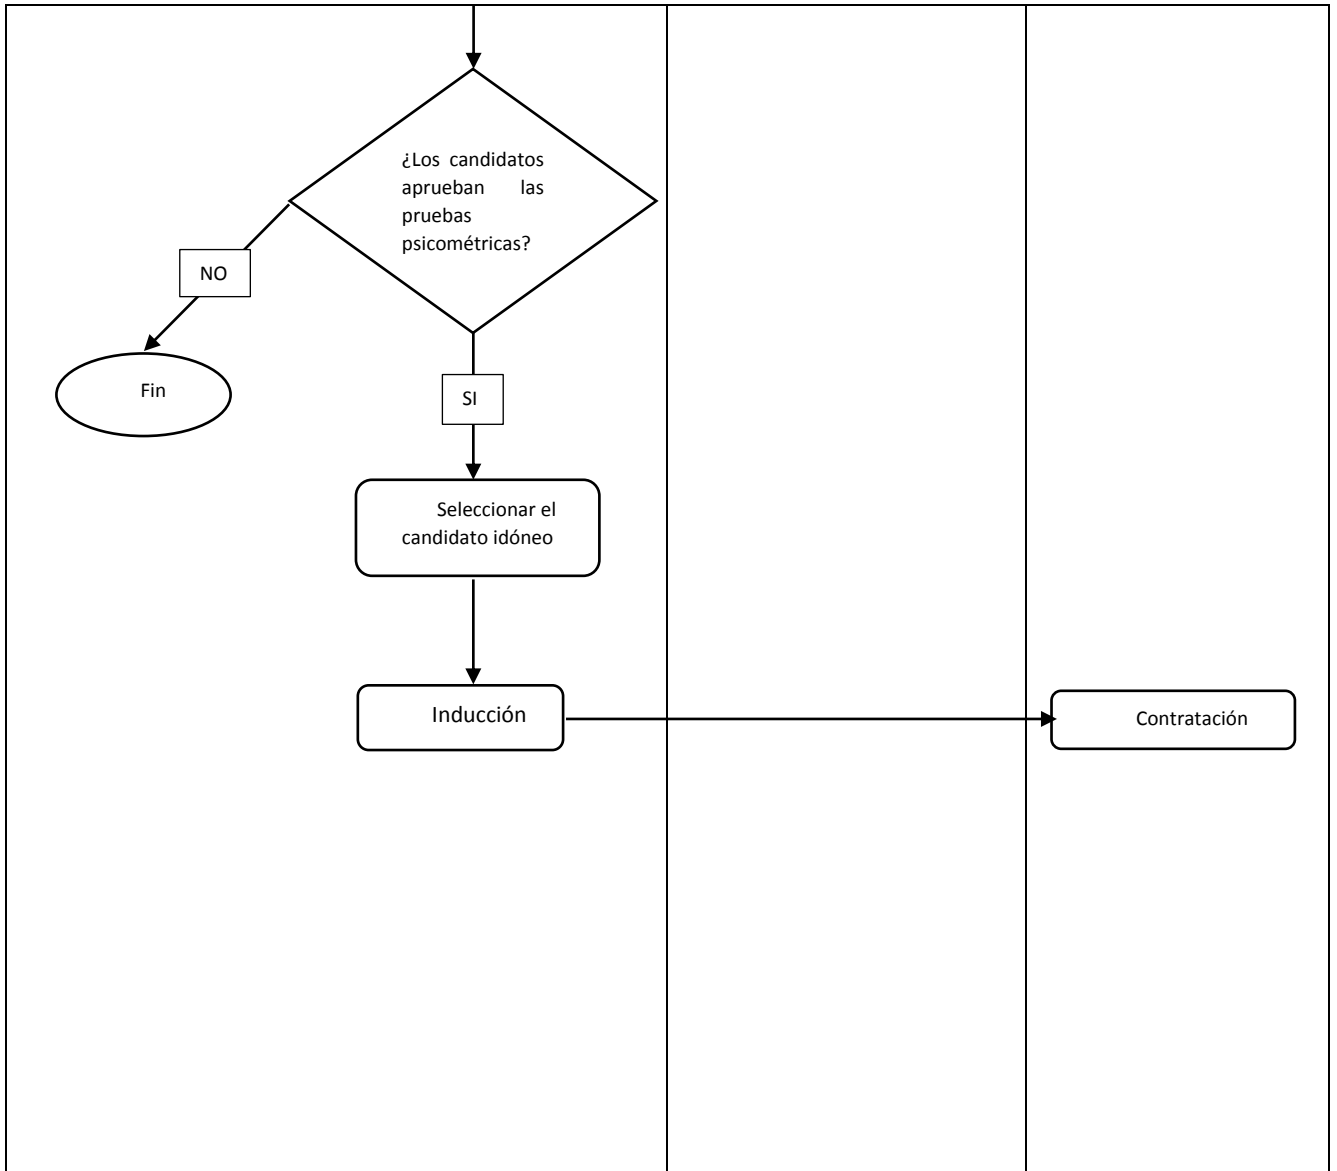 ¿Los candidatos
aprueban las
pruebas
psicométricas?
NO
Fin
SI
Seleccionar el
candidato idóneo
Inducción
Contratación